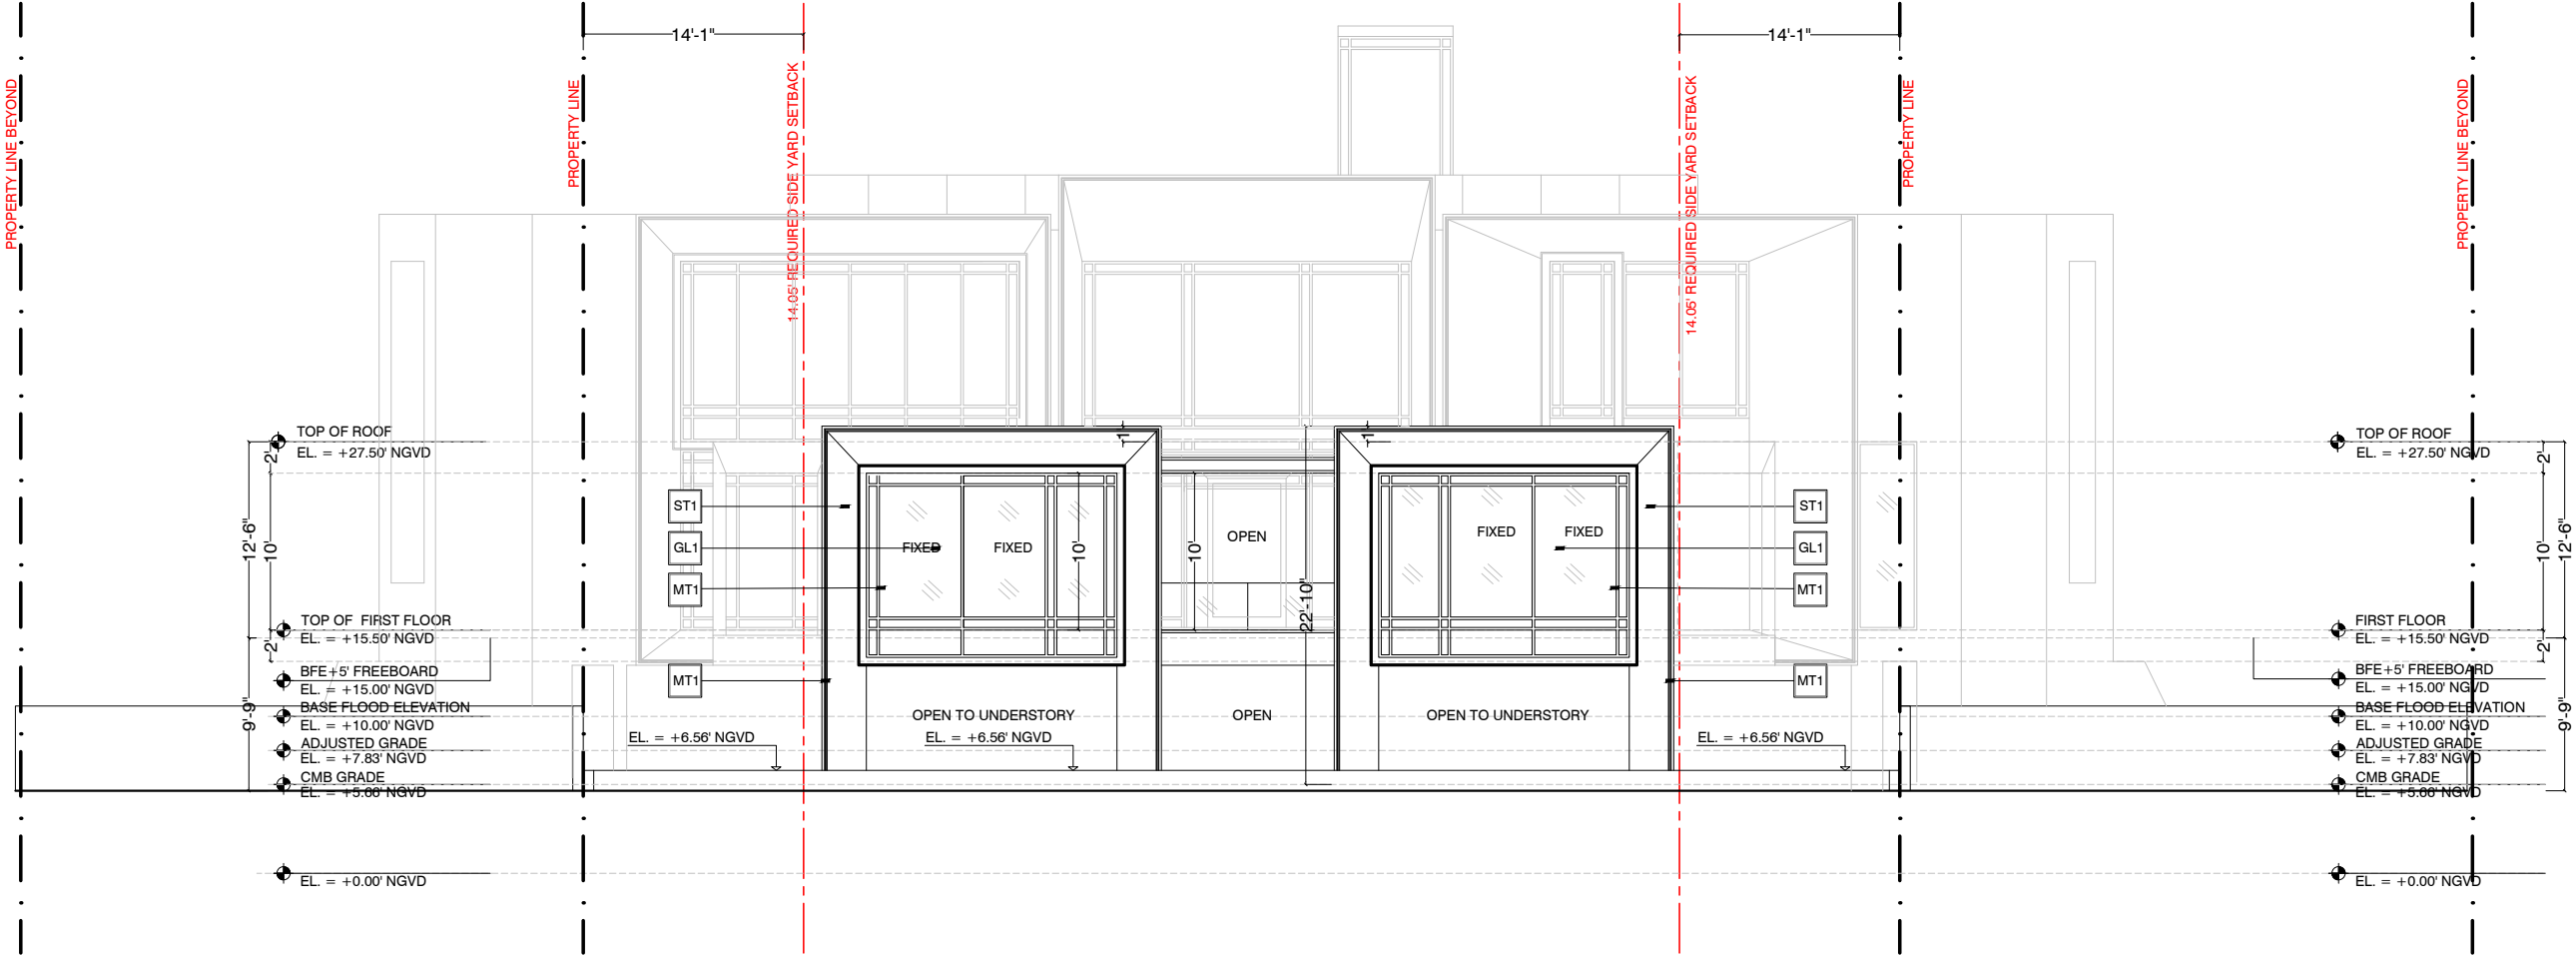 14'-1"
14'-1"
PROPERTY LINE BEYOND
PROPERTY LINE
14.05' REQUIRED SIDE YARD SETBACK
14.05' REQUIRED SIDE YARD SETBACK
PROPERTY LINE
PROPERTY LINE BEYOND
TOP OF ROOF
EL. = +27.50' NGVD
2'
12'-6"
10'
TOP OF FIRST FLOOR
EL. = +15.50' NGVD
2'
BFE+5' FREEBOARD
EL. = +15.00' NGVD
BASE FLOOD ELEVATION
EL. = +10.00' NGVD
9'-9"
ADJUSTED GRADE
EL. = +7.83' NGVD
CMB GRADE
EL. = +5.66' NGVD
EL. = +0.00' NGVD
ST1
GL1
MT1
MT1
EL. = +6.56' NGVD
1'
FIXED
FIXED
10'
OPEN TO UNDERSTORY
EL. = +6.56' NGVD
10'
OPEN
OPEN
22'-10"
1'
FIXED
FIXED
OPEN TO UNDERSTORY
ST1
GL1
MT1
MT1
EL. = +6.56' NGVD
TOP OF ROOF
EL. = +27.50' NGVD
2'
12'-6"
10'
FIRST FLOOR
EL. = +15.50' NGVD
2'
BFE+5' FREEBOARD
EL. = +15.00' NGVD
BASE FLOOD ELEVATION
EL. = +10.00' NGVD
9'-9"
ADJUSTED GRADE
EL. = +7.83' NGVD
CMB GRADE
EL. = +5.66' NGVD
EL. = +0.00' NGVD